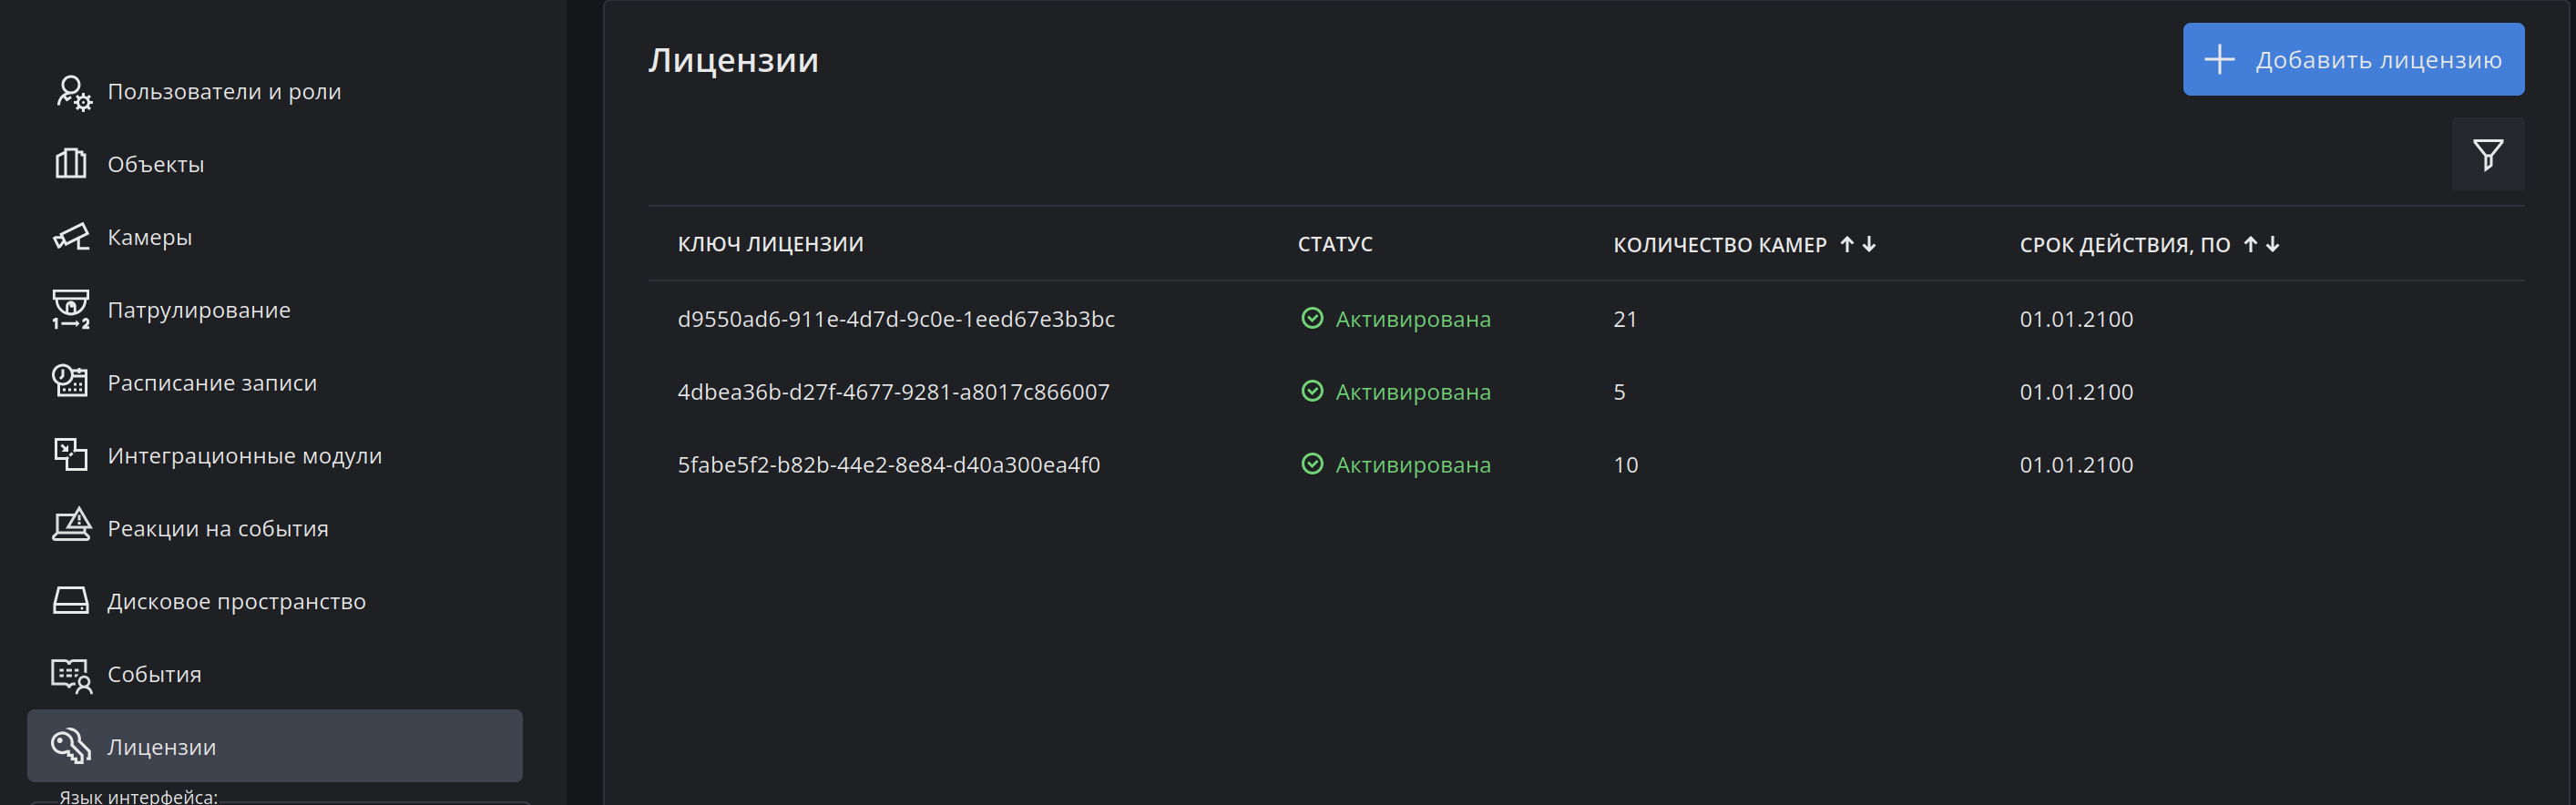 Пользователи и роли
Объекты
Камеры
1 2
Патрулирование
Расписание записи
Интеграционные модули
Реакции на события
Дисковое пространство
События
Лицензии
Язык интерфейса:
Лицензии
Добавить лицензию
КЛЮЧ ЛИЦЕНЗИИ СТАТУС КОЛИЧЕСТВО КАМЕР СРОК ДЕЙСТВИЯ, ПО
d9550ad6-911e-4d7d-9c0e-1eed67e3b3bc Активирована 21 01.01.2100
4dbea36b-d27f-4677-9281-a8017c866007 Активирована 5 01.01.2100
5fabe5f2-b82b-44e2-8e84-d40a300ea4f0 Активирована 10 01.01.2100